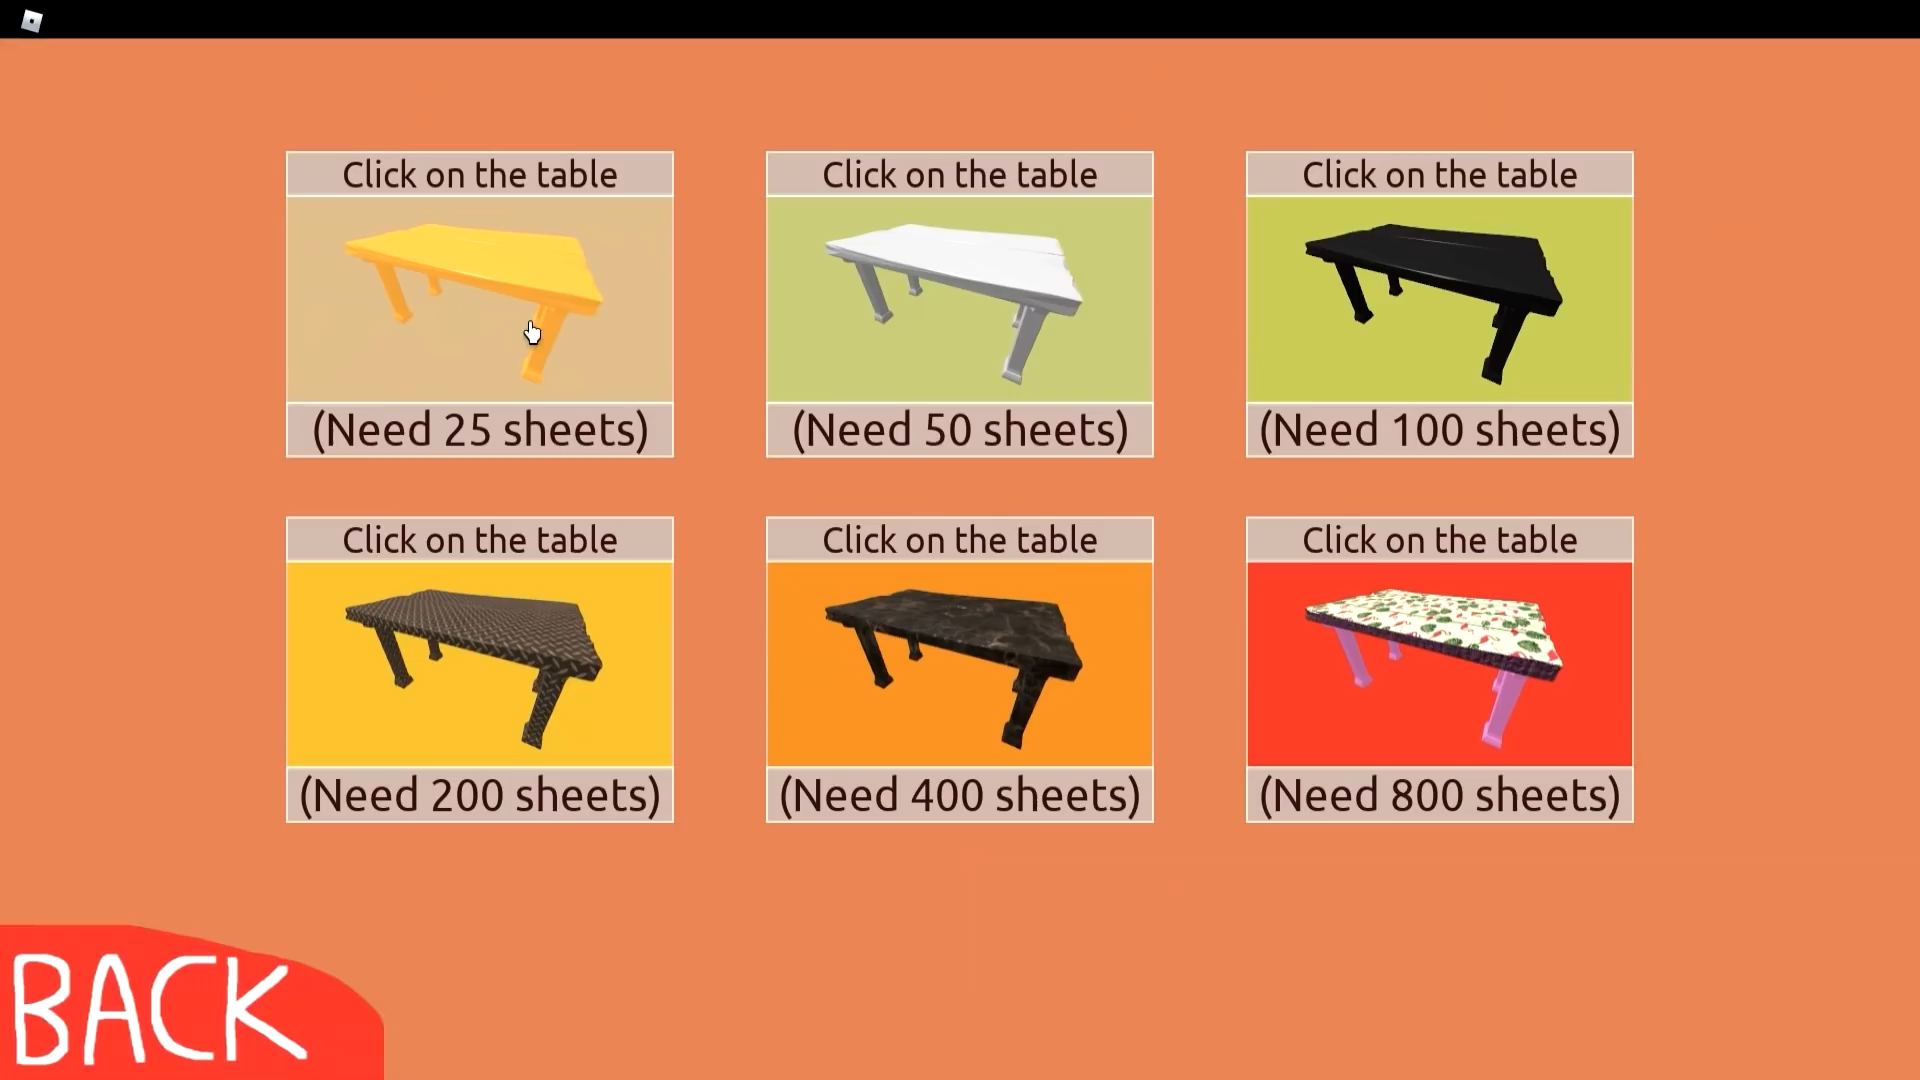 Click on the table
Click on the table
Click on the table
(Need 25 sheets)
(Need 50 sheets)
(Need 100 sheets)
Click on the table
Click on the table
Click on the table
(Need 200 sheets)
(Need 400 sheets)
(Need 800 sheets)
BACK